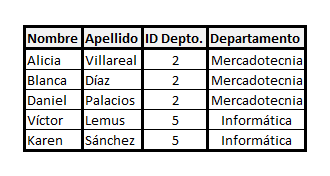 Nombre Apellido ID Depto. Departamento
Alicia Villareal 2 Mercadotecnia
Blanca Díaz 2 Mercadotecnia
Daniel Palacios 2 Mercadotecnia
Víctor Lemus 5 Informática
Karen Sánchez 5 Informática